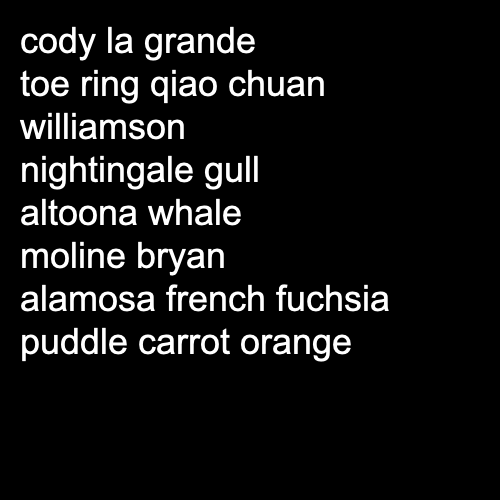 cody la grande
toe ring qiao chuan
williamson
nightingale gull
altoona whale
moline bryan
alamosa french fuchsia
puddle carrot orange